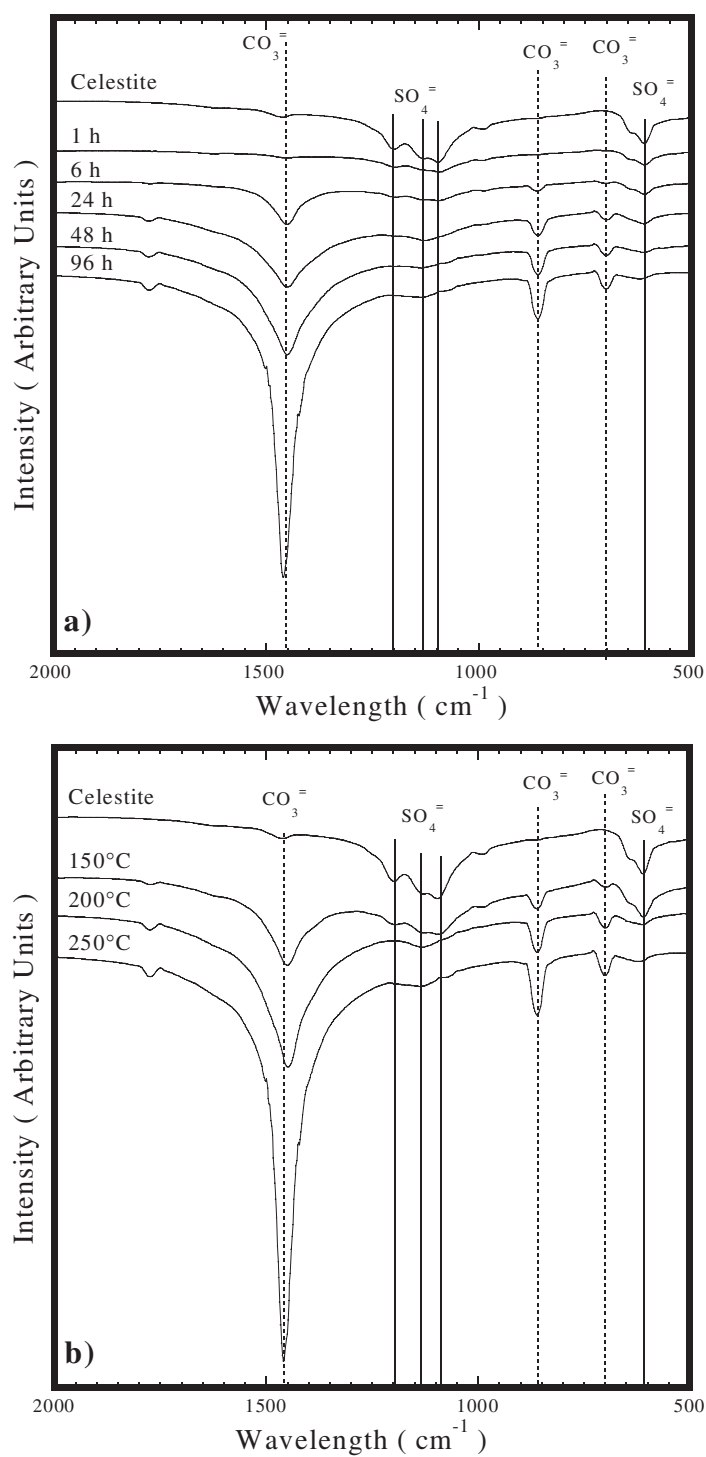 CO₃⁼
CO₃⁼
CO₃⁼
Celestite
SO₄⁼
SO₄⁼
1 h
6 h
24 h
48 h
96 h
Intensity ( Arbitrary Units )
a)
2000 1500 1000 500
Wavelength ( cm⁻¹ )
Celestite
CO₃⁼
CO₃⁼
CO₃⁼
SO₄⁼
SO₄⁼
150°C
200°C
250°C
Intensity ( Arbitrary Units )
b)
2000 1500 1000 500
Wavelength ( cm⁻¹ )